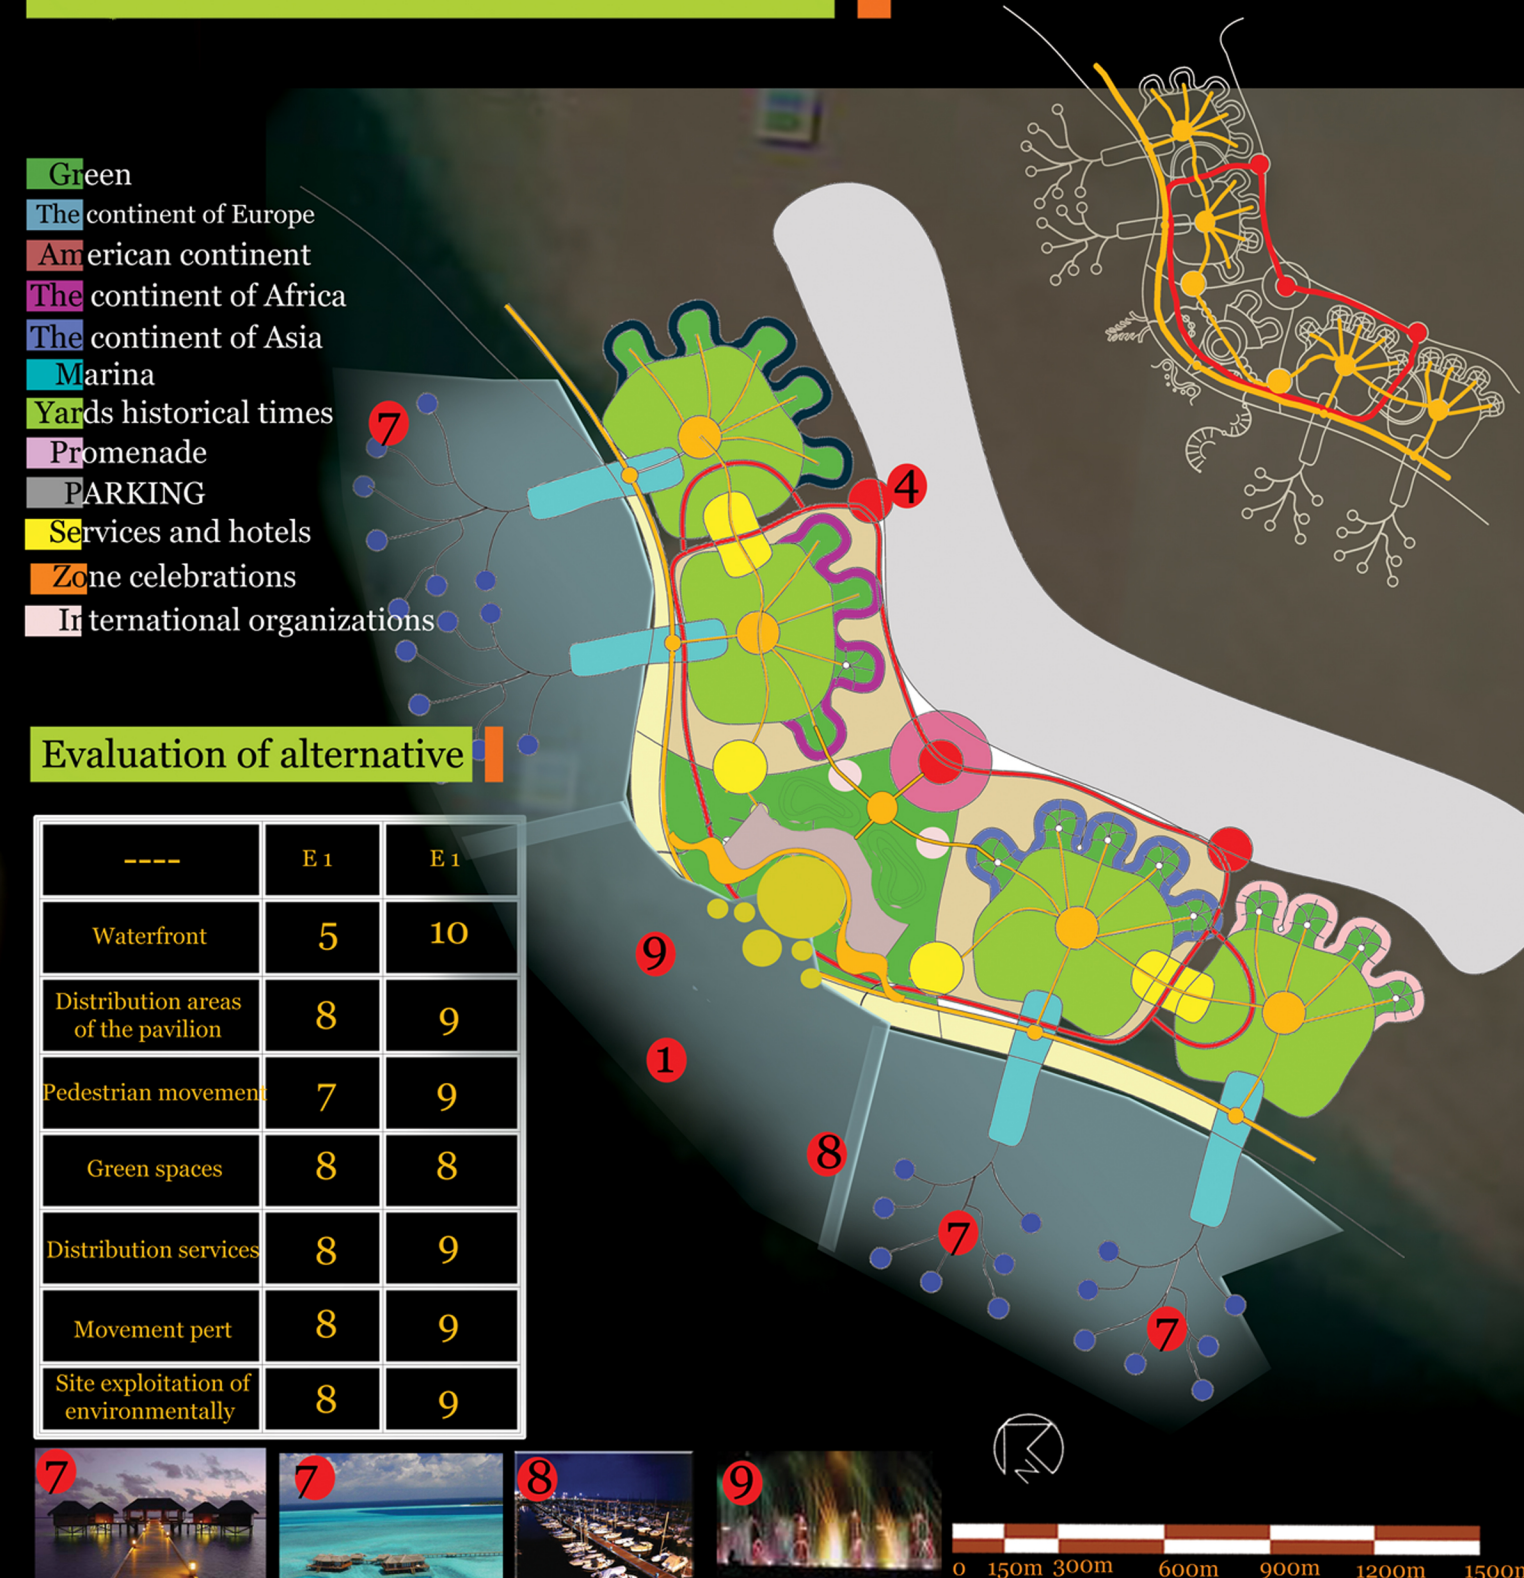 Green
The continent of Europe
American continent
The continent of Africa
The continent of Asia
Marina
Yards historical times
Promenade
PARKING
Services and hotels
Zone celebrations
International organizations
7
4
9
1
8
7
7
Evaluation of alternative
---- E 1 E 1
Waterfront 5 10
Distribution areas
of the pavilion 8 9
Pedestrian movement 7 9
Green spaces 8 8
Distribution services 8 9
Movement pert 8 9
Site exploitation of
environmentally 8 9
7
7
8
9
N
0 150m 300m 600m 900m 1200m 1500m